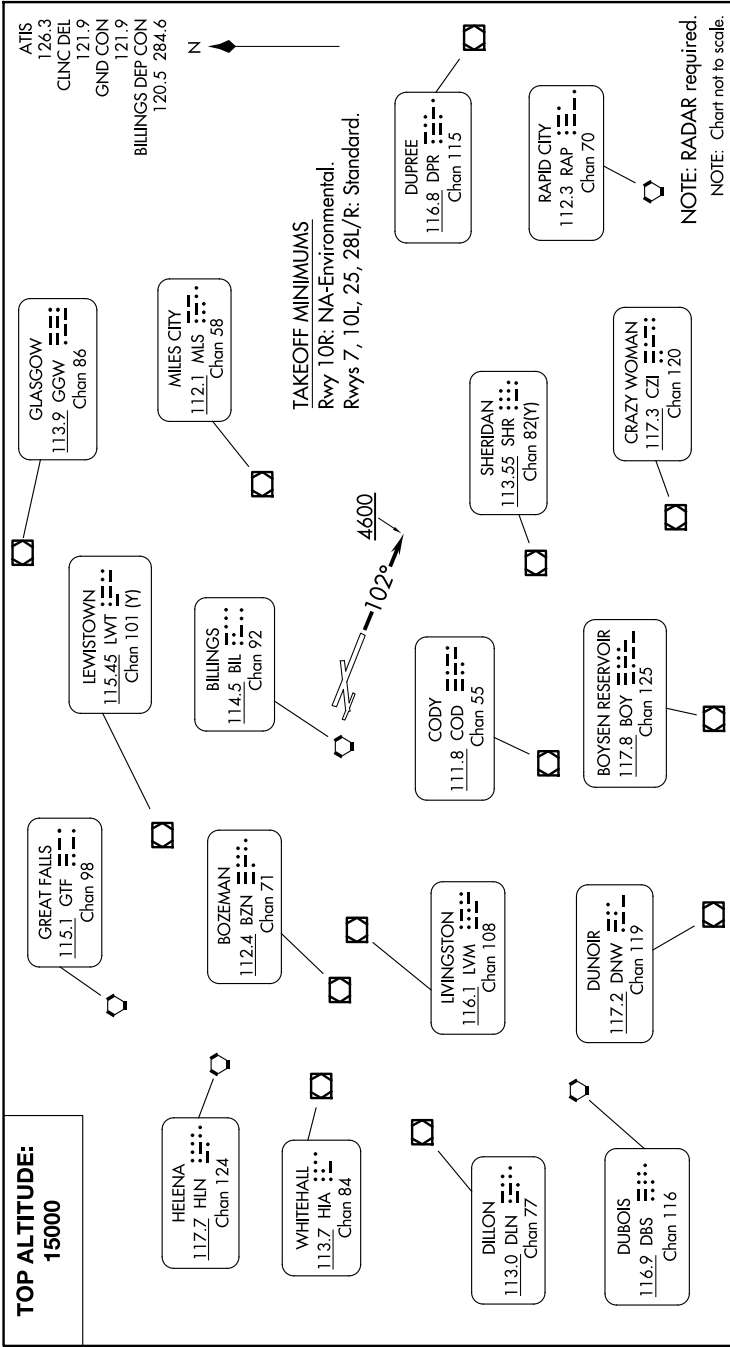 TOP ALTITUDE:
15000
ATIS
126.3
CLNC DEL
121.9
GND CON
121.9
BILLINGS DEP CON
120.5 284.6
N
GLASGOW
113.9 GGW
Chan 86
GREAT FALLS
115.1 GTF
Chan 98
LEWISTOWN
115.45 LWT
Chan 101 (Y)
MILES CITY
112.1 MLS
Chan 58
HELENA
117.7 HLN
Chan 124
BOZEMAN
112.4 BZN
Chan 71
BILLINGS
114.5 BIL
Chan 92
TAKEOFF MINIMUMS
Rwy 10R: NA-Environmental.
Rwys 7, 10L, 25, 28L/R: Standard.
WHITEHALL
113.7 HIA
Chan 84
102°
4600
DUPREE
116.8 DPR
Chan 115
LIVINGSTON
116.1 LVM
Chan 108
CODY
111.8 COD
Chan 55
SHERIDAN
113.55 SHR
Chan 82(Y)
DILLON
113.0 DLN
Chan 77
RAPID CITY
112.3 RAP
Chan 70
DUNOIR
117.2 DNW
Chan 119
BOYSEN RESERVOIR
117.8 BOY
Chan 125
CRAZY WOMAN
117.3 CZI
Chan 120
DUBOIS
116.9 DBS
Chan 116
NOTE: RADAR required.
NOTE: Chart not to scale.